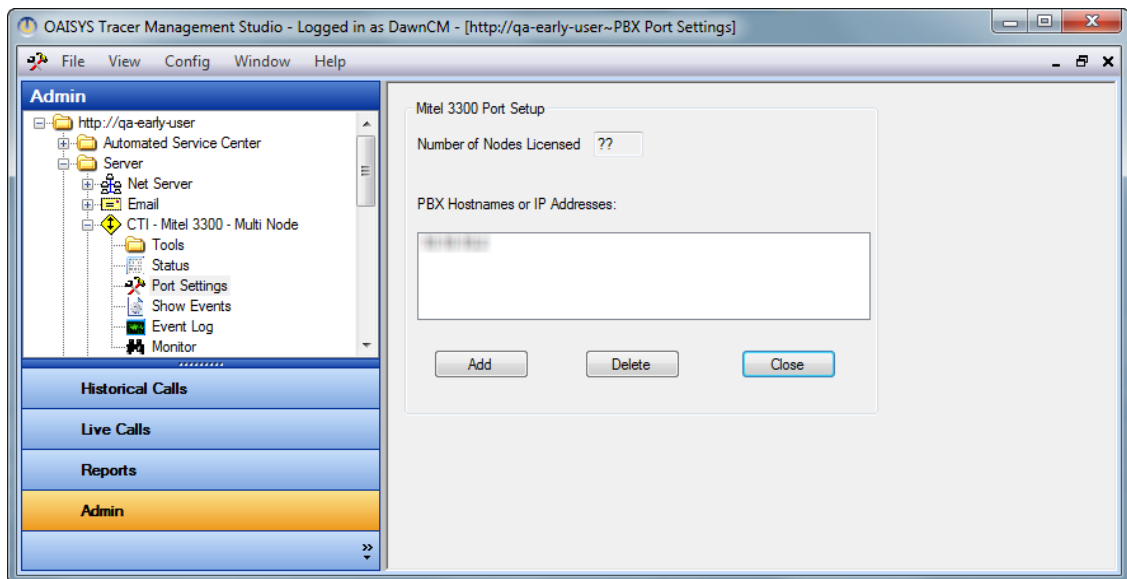 OAISYS Tracer Management Studio - Logged in as DawnCM - [http://qa-early-user~PBX Port Settings]
File View Config Window Help
Admin
http://qa-early-user
Automated Service Center
Server
Net Server
Email
CTI - Mitel 3300 - Multi Node
Tools
Status
Port Settings
Show Events
Event Log
Monitor
Historical Calls
Live Calls
Reports
Admin
Mitel 3300 Port Setup
Number of Nodes Licensed ??
PBX Hostnames or IP Addresses:
Add Delete Close